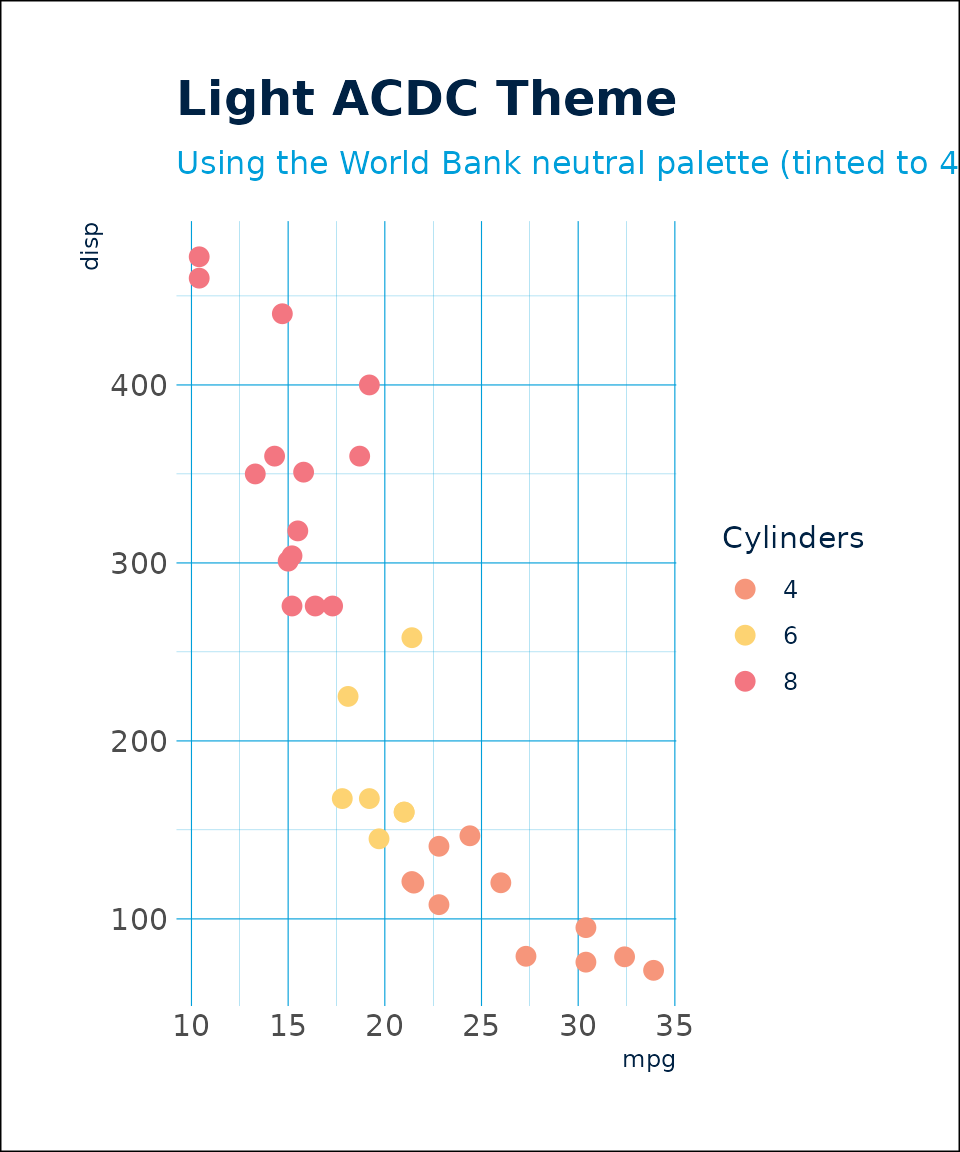 Light ACDC Theme
Using the World Bank neutral palette (tinted to 4
disp
400
300
200
100
10 15 20 25 30 35
mpg
Cylinders
4
6
8